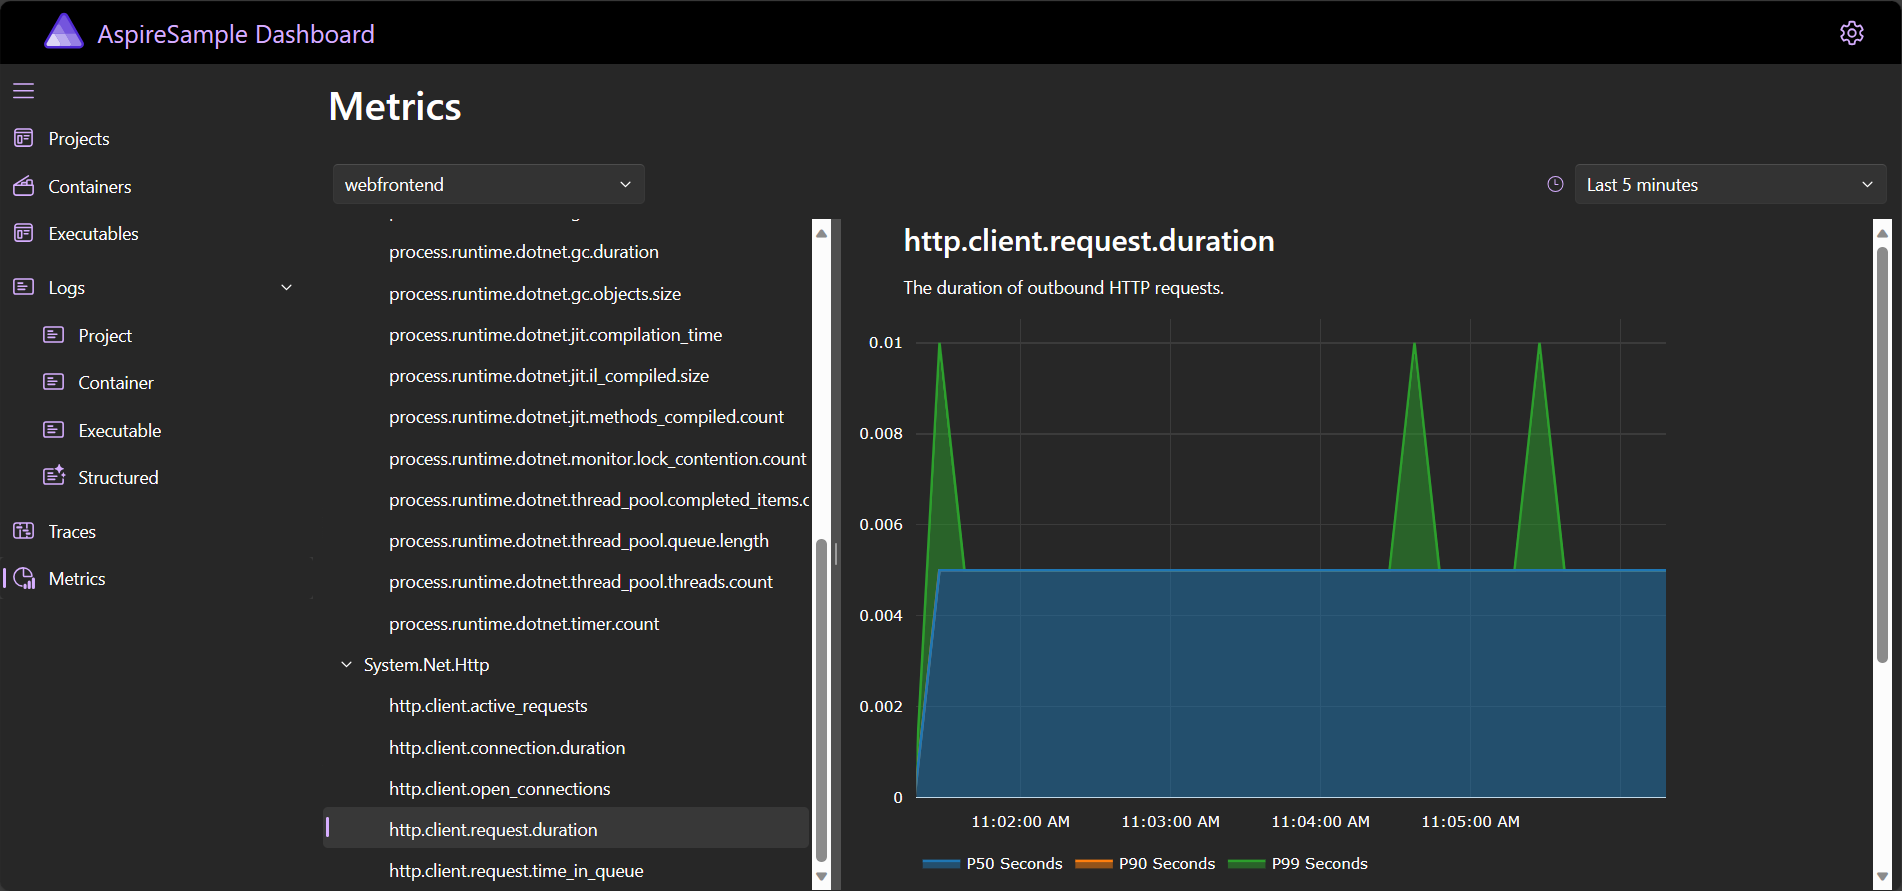 AspireSample Dashboard
Projects
Containers
Executables
Logs
Project
Container
Executable
Structured
Traces
Metrics
Metrics
webfrontend
Last 5 minutes
process.runtime.dotnet.gc.duration
process.runtime.dotnet.gc.objects.size
process.runtime.dotnet.jit.compilation_time
process.runtime.dotnet.jit.il_compiled.size
process.runtime.dotnet.jit.methods_compiled.count
process.runtime.dotnet.monitor.lock_contention.count
process.runtime.dotnet.thread_pool.completed_items.c
process.runtime.dotnet.thread_pool.queue.length
process.runtime.dotnet.thread_pool.threads.count
process.runtime.dotnet.timer.count
System.Net.Http
http.client.active_requests
http.client.connection.duration
http.client.open_connections
http.client.request.duration
http.client.request.time_in_queue
http.client.request.duration
The duration of outbound HTTP requests.
0.01
0.008
0.006
0.004
0.002
0
11:02:00 AM 11:03:00 AM 11:04:00 AM 11:05:00 AM
P50 Seconds P90 Seconds P99 Seconds